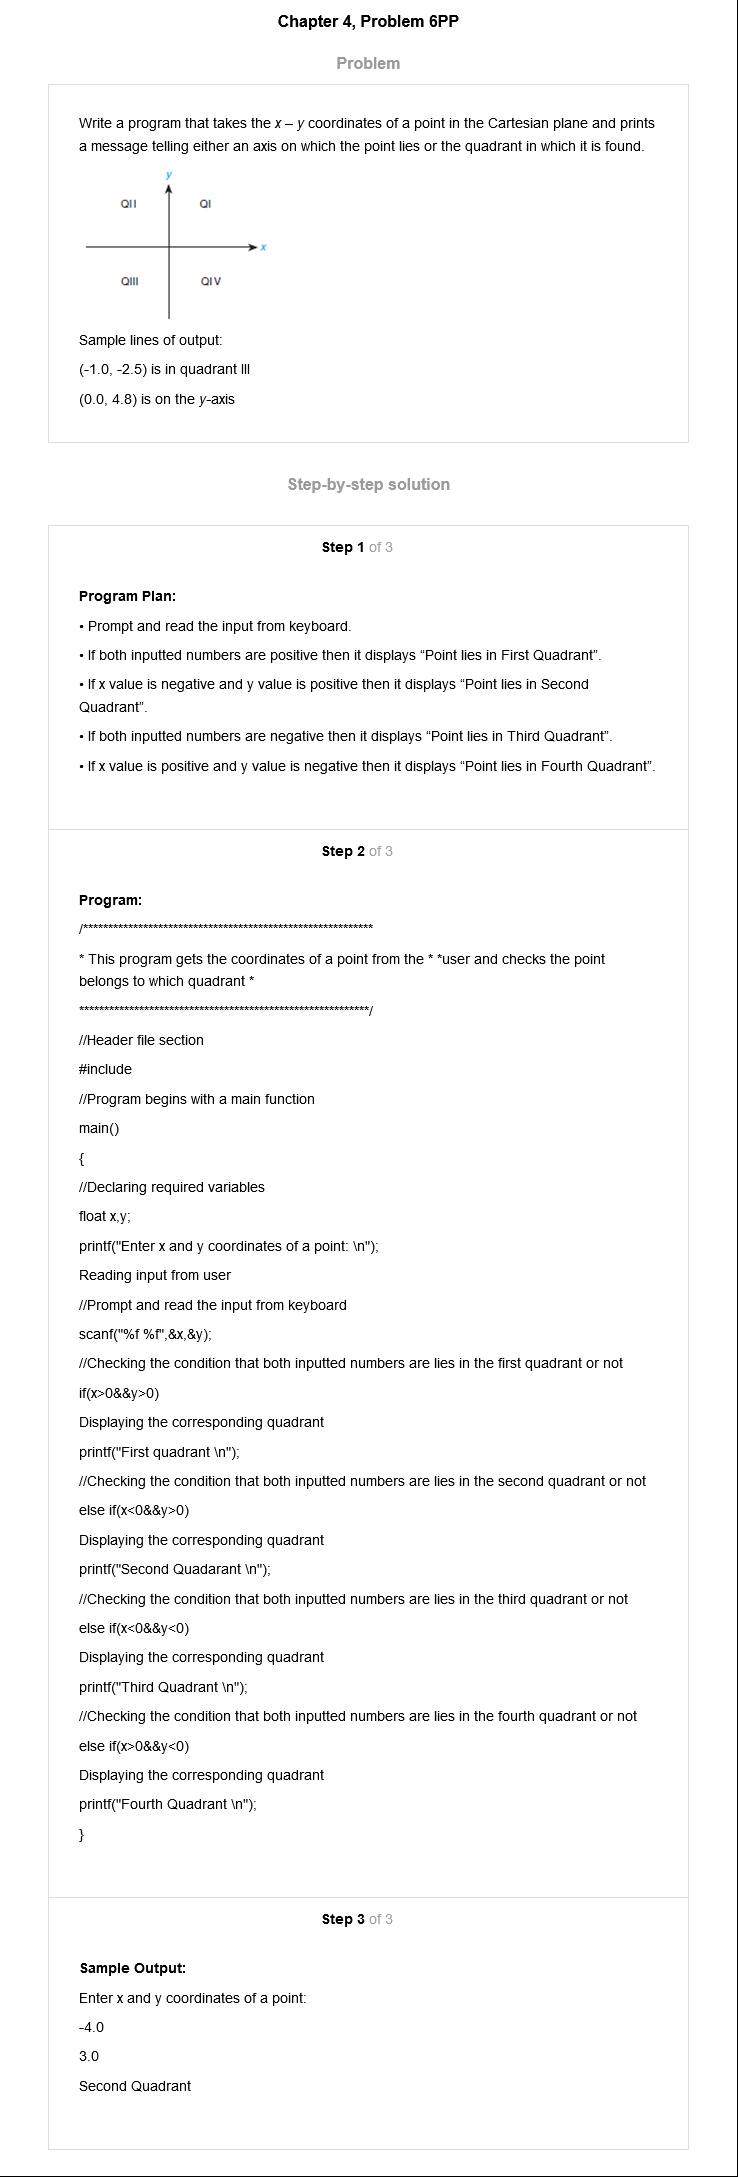 Chapter 4, Problem 6PP
Problem
Write a program that takes the x – y coordinates of a point in the Cartesian plane and prints
a message telling either an axis on which the point lies or the quadrant in which it is found.
y
QII QI
x
QIII QIV
Sample lines of output:
(-1.0, -2.5) is in quadrant III
(0.0, 4.8) is on the y-axis
Step-by-step solution
Step 1 of 3
Program Plan:
• Prompt and read the input from keyboard.
• If both inputted numbers are positive then it displays “Point lies in First Quadrant”.
• If x value is negative and y value is positive then it displays “Point lies in Second
Quadrant”.
• If both inputted numbers are negative then it displays “Point lies in Third Quadrant”.
• If x value is positive and y value is negative then it displays “Point lies in Fourth Quadrant”.
Step 2 of 3
Program:
/**********************************************************
* This program gets the coordinates of a point from the * *user and checks the point
belongs to which quadrant *
**********************************************************/
//Header file section
#include
//Program begins with a main function
main()
{
//Declaring required variables
float x,y;
printf("Enter x and y coordinates of a point: \n");
Reading input from user
//Prompt and read the input from keyboard
scanf("%f %f",&x,&y);
//Checking the condition that both inputted numbers are lies in the first quadrant or not
if(x>0&&y>0)
Displaying the corresponding quadrant
printf("First quadrant \n");
//Checking the condition that both inputted numbers are lies in the second quadrant or not
else if(x<0&&y>0)
Displaying the corresponding quadrant
printf("Second Quadarant \n");
//Checking the condition that both inputted numbers are lies in the third quadrant or not
else if(x<0&&y<0)
Displaying the corresponding quadrant
printf("Third Quadrant \n");
//Checking the condition that both inputted numbers are lies in the fourth quadrant or not
else if(x>0&&y<0)
Displaying the corresponding quadrant
printf("Fourth Quadrant \n");
}
Step 3 of 3
Sample Output:
Enter x and y coordinates of a point:
-4.0
3.0
Second Quadrant